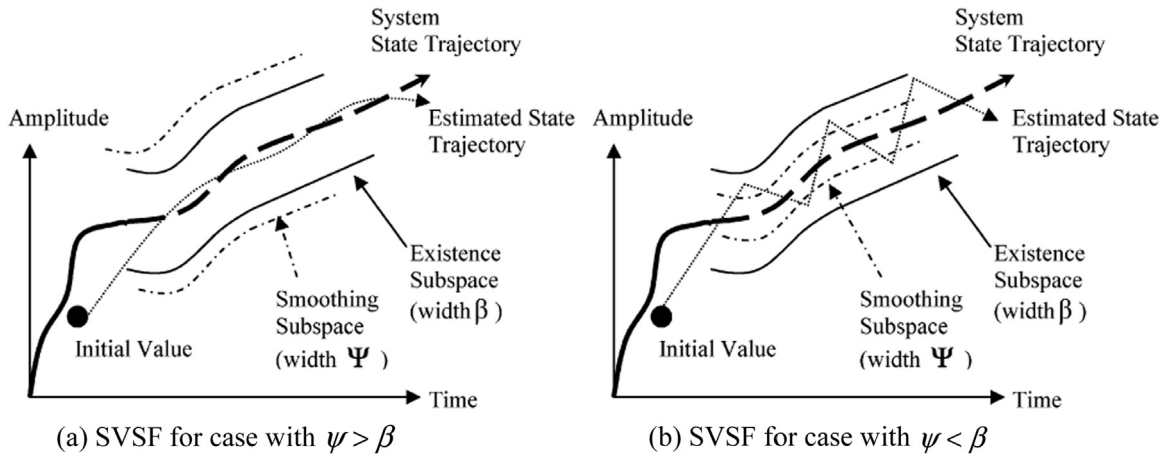 System
State Trajectory
Amplitude
Estimated State
Trajectory
Existence
Subspace
(width β)
Smoothing
Subspace
(width Ψ )
Initial Value
Time
(a) SVSF for case with ψ > β
System
State Trajectory
Amplitude
Estimated State
Trajectory
Existence
Subspace
(width β)
Smoothing
Subspace
(width Ψ )
Initial Value
Time
(b) SVSF for case with ψ < β